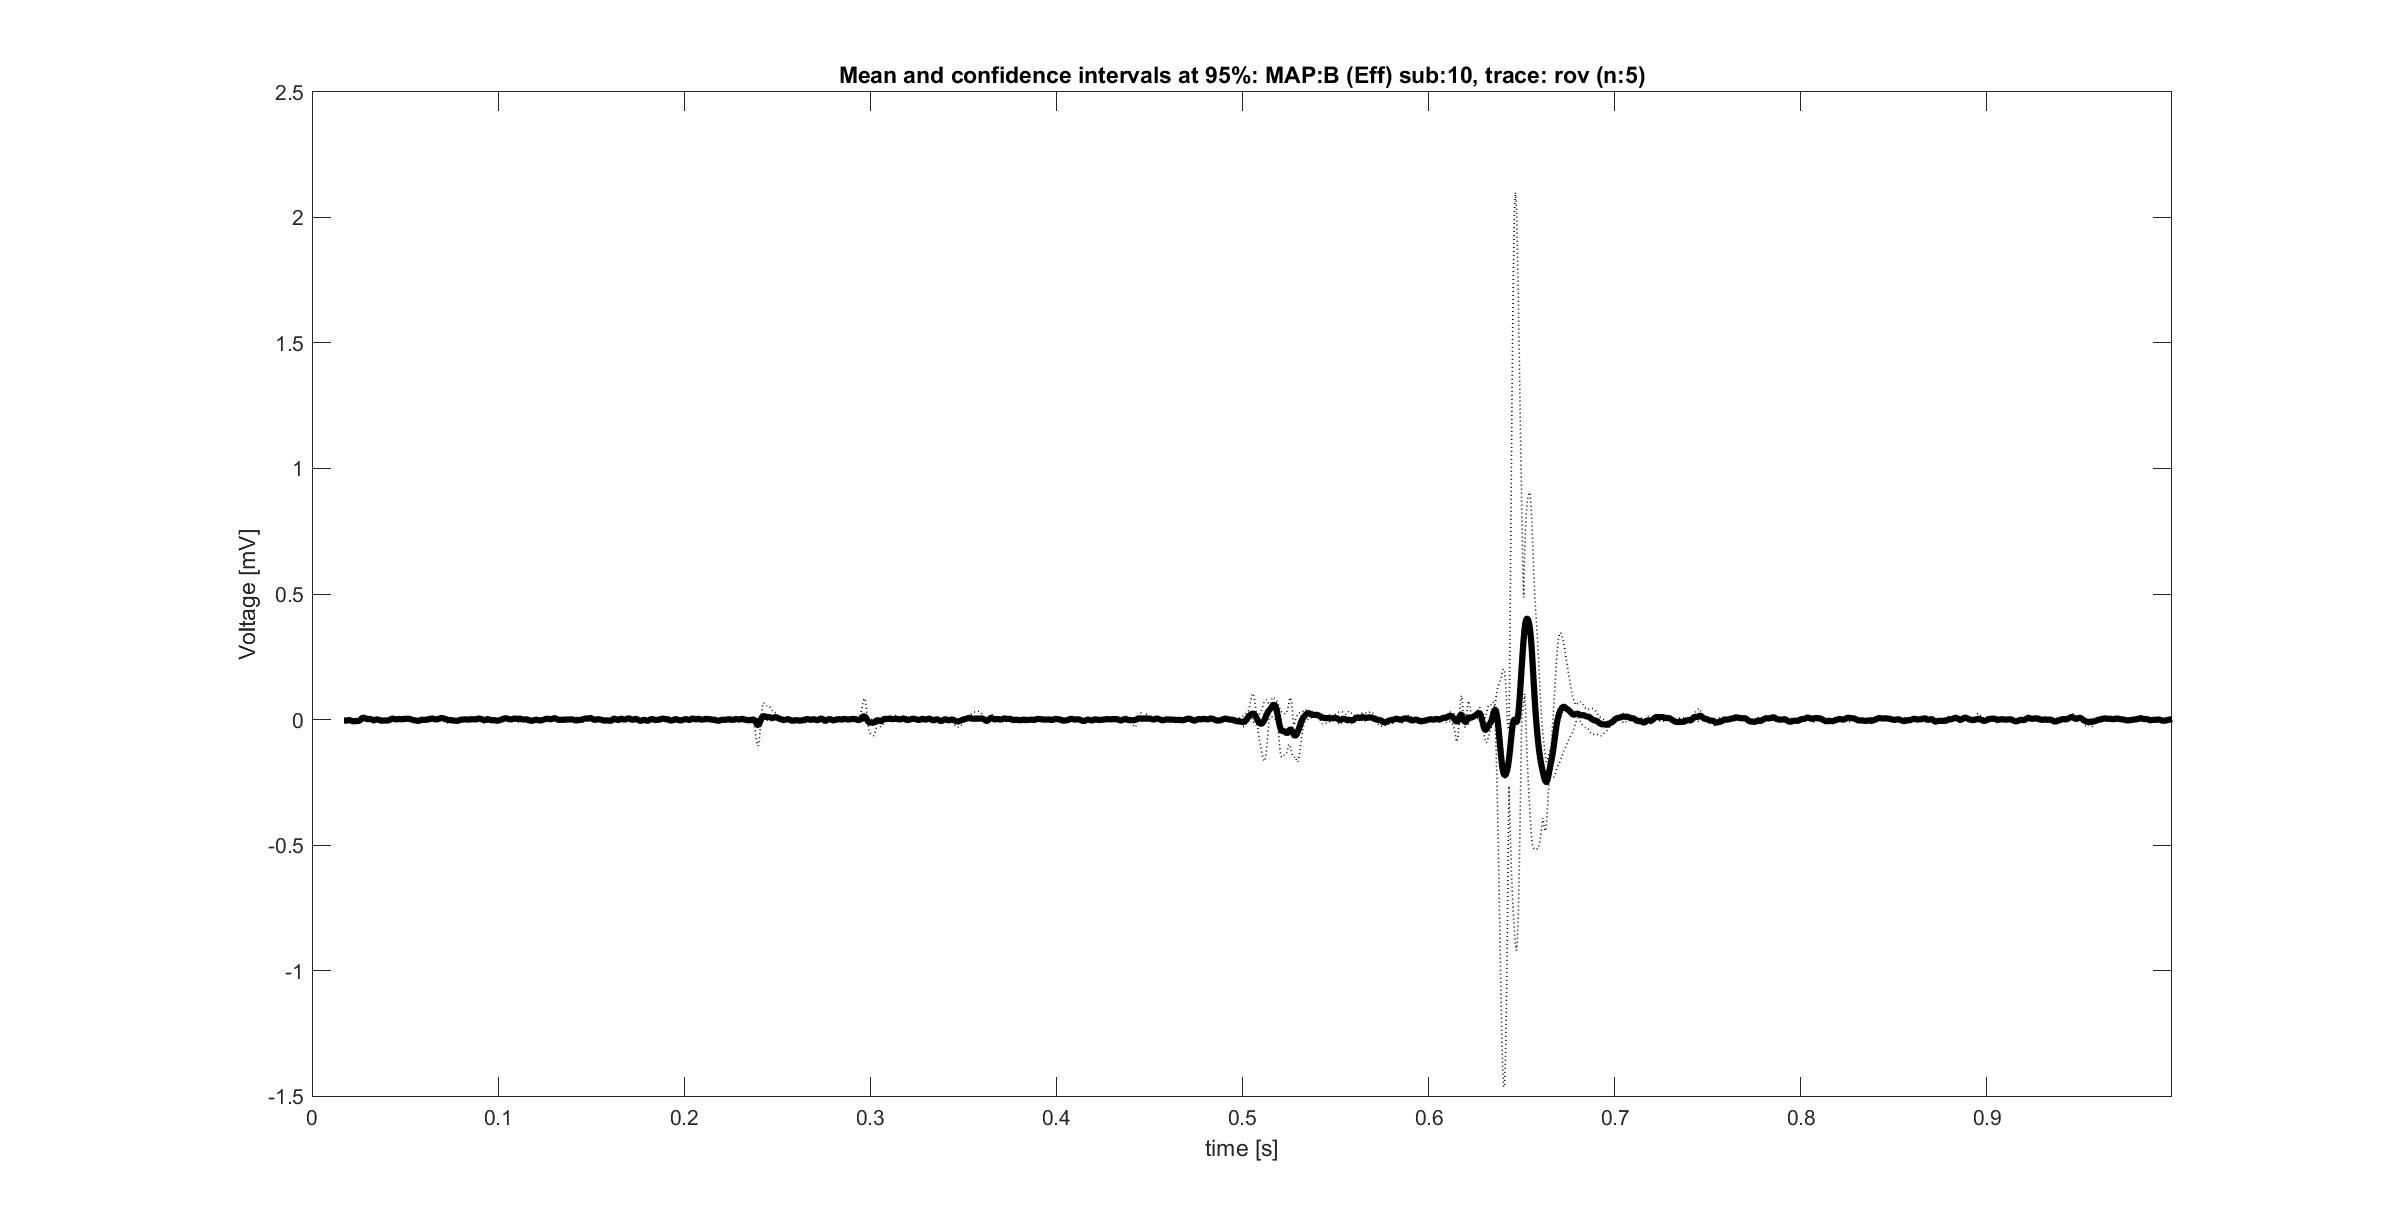 Mean and confidence intervals at 95%: MAP:B (Eff) sub:10, trace: rov (n:5)
2.5
2
1.5
1
0.5
0
-0.5
-1
-1.5
Voltage [mV]
0 0.1 0.2 0.3 0.4 0.5 0.6 0.7 0.8 0.9
time [s]